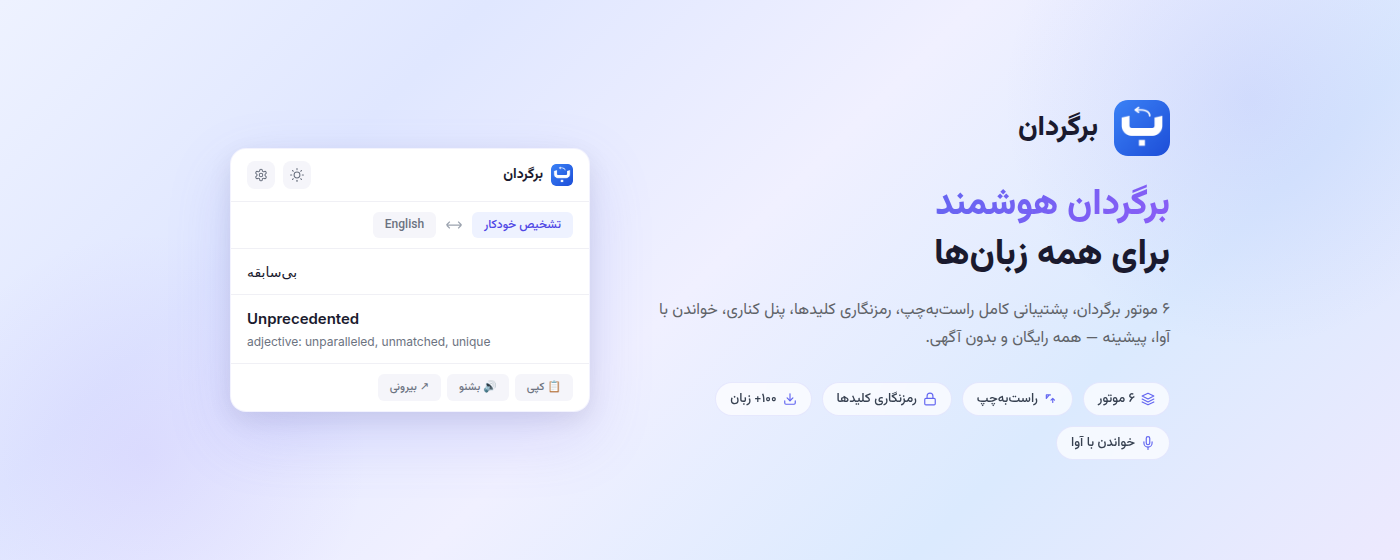 برگردان
برگردان هوشمند
برای همه زبان‌ها
۶ موتور برگردان، پشتیبانی کامل راست‌به‌چپ، رمزنگاری کلیدها، پنل کناری، خواندن با
آوا، پیشینه — همه رایگان و بدون آگهی.
۶ موتور
راست‌به‌چپ
رمزنگاری کلیدها
۱۰۰+ زبان
خواندن با آوا
برگردان
تشخیص خودکار ↔ English
بی‌سابقه
Unprecedented
adjective: unparalleled, unmatched, unique
📋 کپی
🔊 بشنو
↗ بیرونی